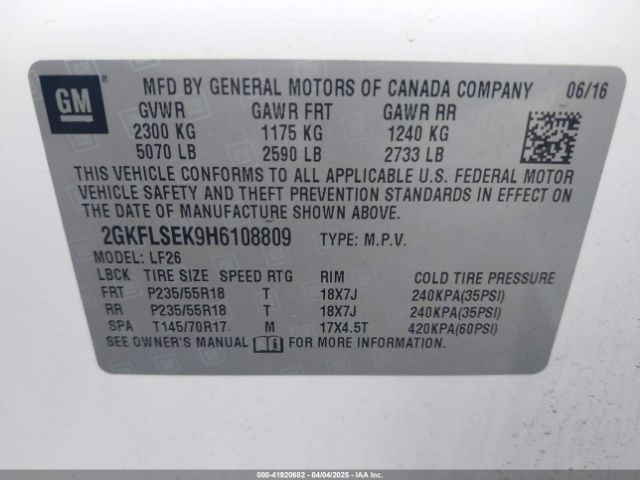 GM ®
MFD BY GENERAL MOTORS OF CANADA COMPANY 06/16
GVWR GAWR FRT GAWR RR
2300 KG 1175 KG 1240 KG
5070 LB 2590 LB 2733 LB
THIS VEHICLE CONFORMS TO ALL APPLICABLE U.S. FEDERAL MOTOR
VEHICLE SAFETY AND THEFT PREVENTION STANDARDS IN EFFECT ON
THE DATE OF MANUFACTURE SHOWN ABOVE.
2GKFLSEK9H6108809 TYPE: M.P.V.
MODEL: LF26
LBCK TIRE SIZE SPEED RTG RIM COLD TIRE PRESSURE
FRT P235/55R18 T 18X7J 240KPA(35PSI)
RR P235/55R18 T 18X7J 240KPA(35PSI)
SPA T145/70R17 M 17X4.5T 420KPA(60PSI)
SEE OWNER'S MANUAL FOR MORE INFORMATION.
000-41920682 - 04/04/2025 - IAAI.COM